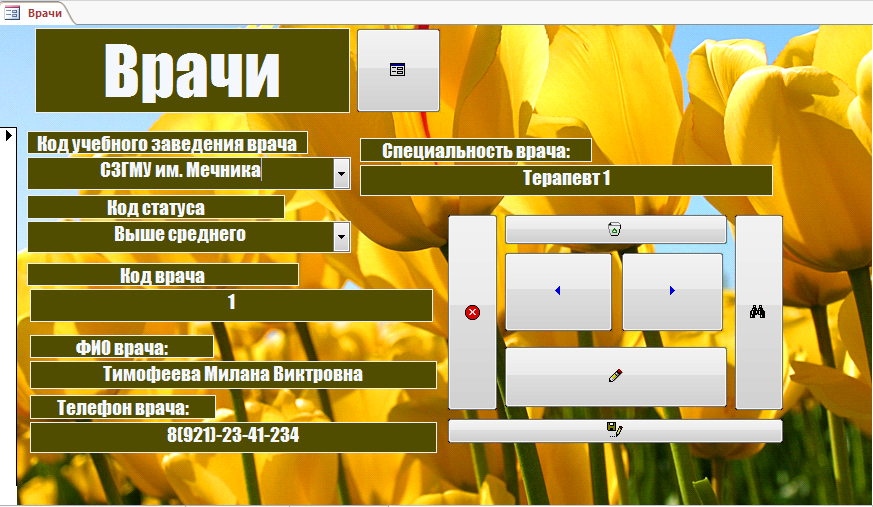 Врачи
Врачи
Код учебного заведения врача
СЗГМУ им. Мечника
Специальность врача:
Терапевт 1
Код статуса
Выше среднего
Код врача
1
ФИО врача:
Тимофеева Милана Виктровна
Телефон врача:
8(921)-23-41-234